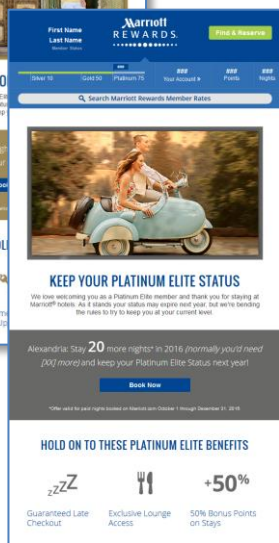 First Name
Last Name
Member Status
Marriott
REWARDS.
Find & Reserve
###
Silver 10
Gold 50
Platinum 75
###
Your Account
###
Points
###
Nights
Search Marriott Rewards Member Rates
KEEP YOUR PLATINUM ELITE STATUS
We love welcoming you as a Platinum Elite member and thank you for staying at
Marriott® hotels. As it stands your status may expire next year, but we're bending
the rules to try to keep you at your current level
Alexandria: Stay 20 more nights* in 2016 (normally you'd need
[XX] more) and keep your Platinum Elite Status next year!
Book Now
*Offer valid for paid nights booked on Marriott.com October 1 through December 31, 2016
HOLD ON TO THESE PLATINUM ELITE BENEFITS
zzZZ
+50%
Guaranteed Late
Checkout
Exclusive Lounge
Access
50% Bonus Points
on Stays